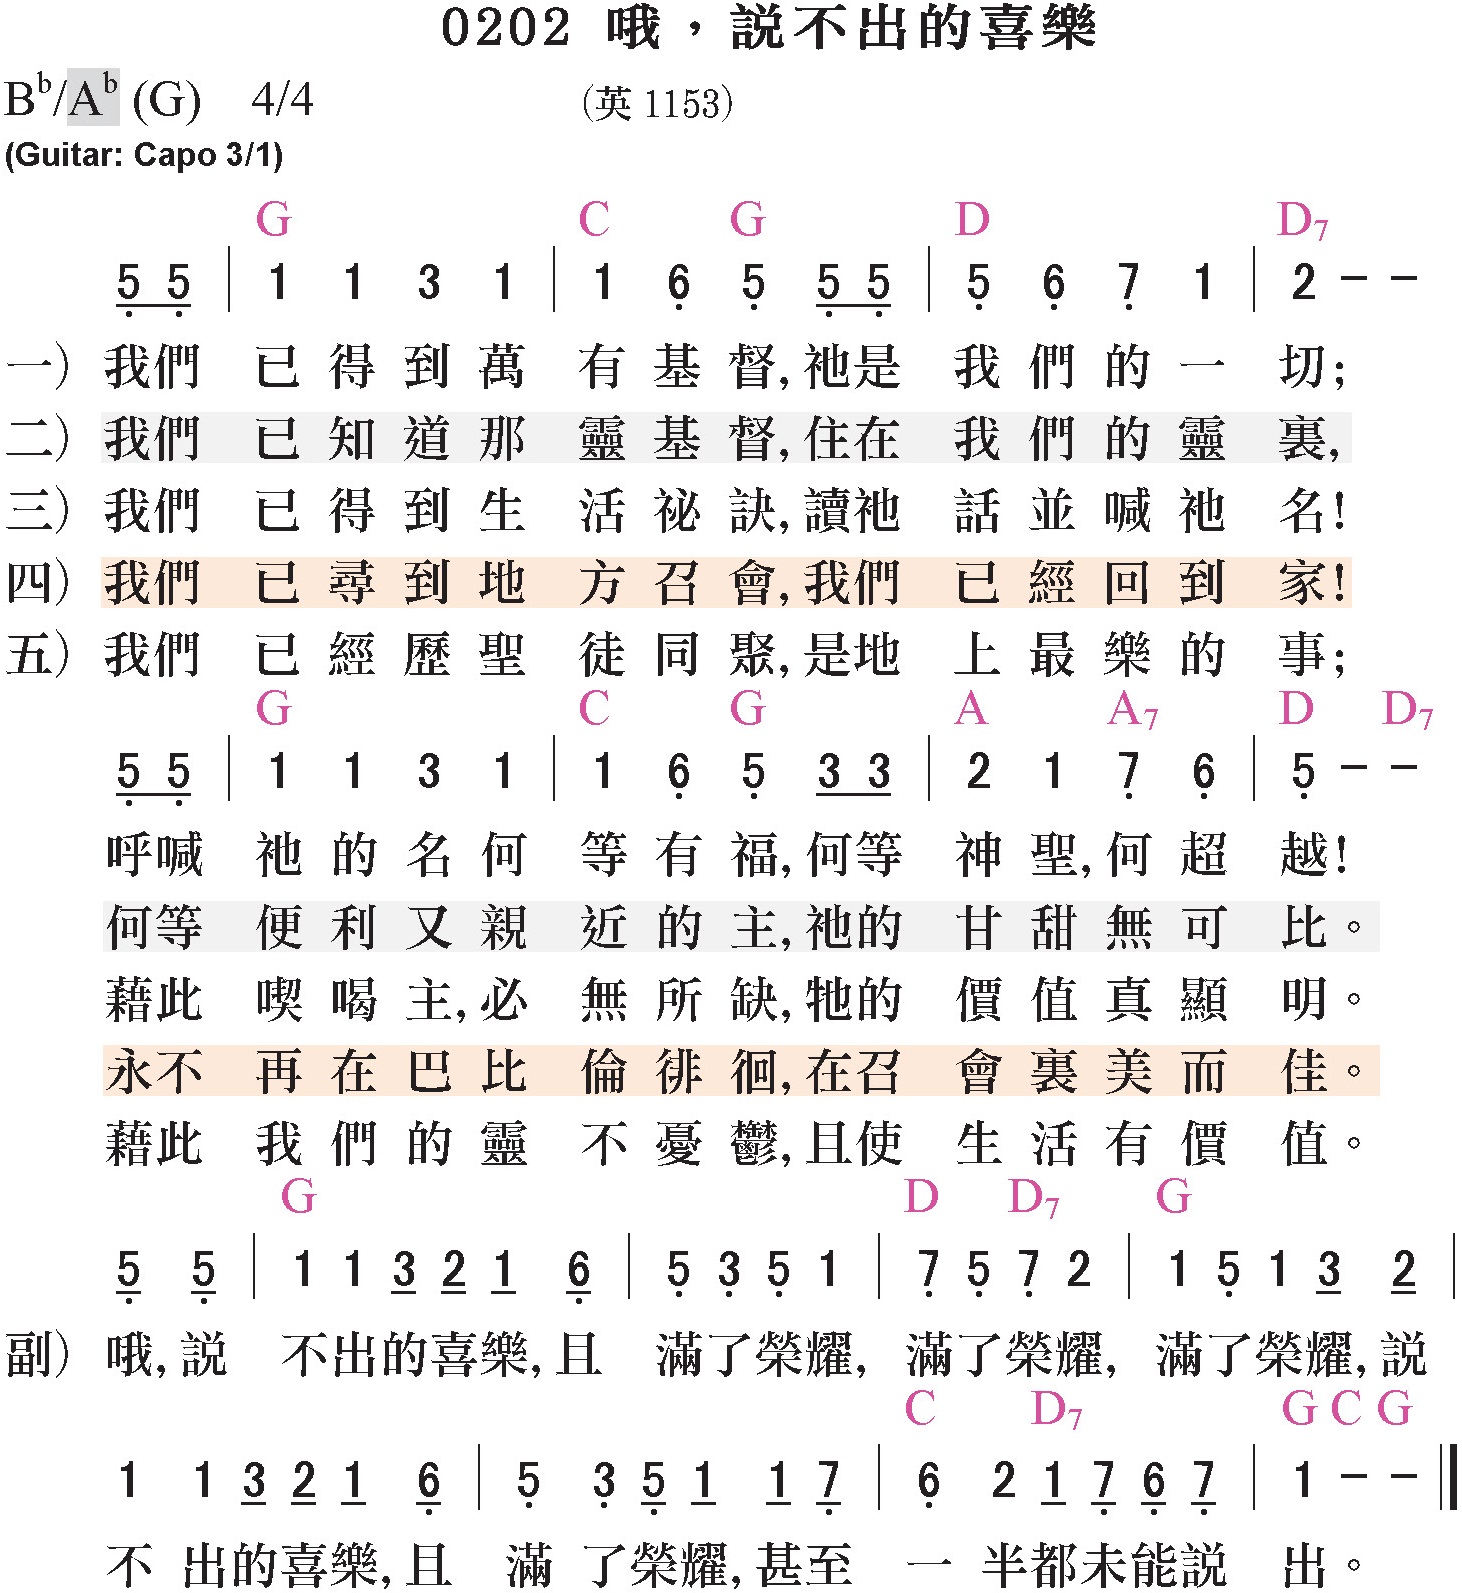 0202 哦，説不出的喜樂
Bb/Ab (G) 4/4 (英 1153)
(Guitar: Capo 3/1)
G C G D D7
5 5 | 1 1 3 1 | 1 6 5 5 5 | 5 6 7 1 | 2 - -
一) 我們 已得到萬 有基督,祂是 我們的一 切;
二) 我們 已知道那 靈基督,住在 我們的靈 裏,
三) 我們 已得到生 活祕訣,讀祂 話並喊祂 名!
四) 我們 已尋到地 方召會,我們 已經回到 家!
五) 我們 已經歷聖 徒同聚,是地 上最樂的 事;
G C G A A7 D D7
5 5 | 1 1 3 1 | 1 6 5 3 3 | 2 1 7 6 | 5 - -
呼喊 祂的名何 等有福,何等 神聖,何超 越!
何等 便利又親 近的主,祂的 甘甜無可 比。
藉此 喫喝主,必 無所缺,牠的 價值真顯 明。
永不 再在巴比 倫徘徊,在召 會裏美而 佳。
藉此 我們的靈 不憂鬱,且使 生活有價 值。
G D D7 G
5 5 | 1 1 3 2 1 6 | 5 3 5 1 | 7 5 7 2 | 1 5 1 3 2 |
副) 哦,説 不出的喜樂,且 滿了榮耀, 滿了榮耀, 滿了榮耀,説
C D7 G C G
1 1 3 2 1 6 | 5 3 5 1 1 7 | 6 2 1 7 6 7 | 1 - - ||
不 出的喜樂,且 滿 了榮耀,甚至 一 半都未能説 出。